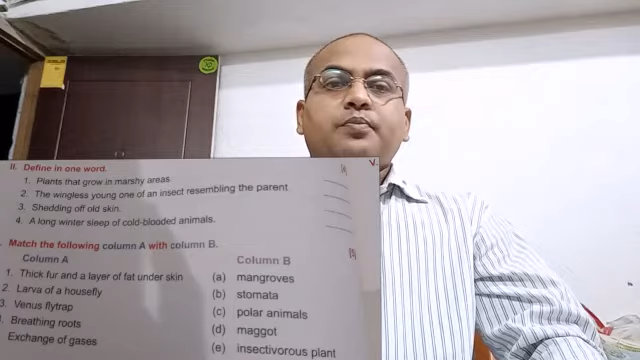 II. Define in one word.
1. Plants that grow in marshy areas.
2. The wingless young one of an insect resembling the parent
3. Shedding off old skin.
4. A long winter sleep of cold-blooded animals.
Match the following column A with column B.
Column A Column B
1. Thick fur and a layer of fat under skin (a) mangroves
2. Larva of a housefly (b) stomata
3. Venus flytrap (c) polar animals
Breathing roots (d) maggot
Exchange of gases (e) insectivorous plant